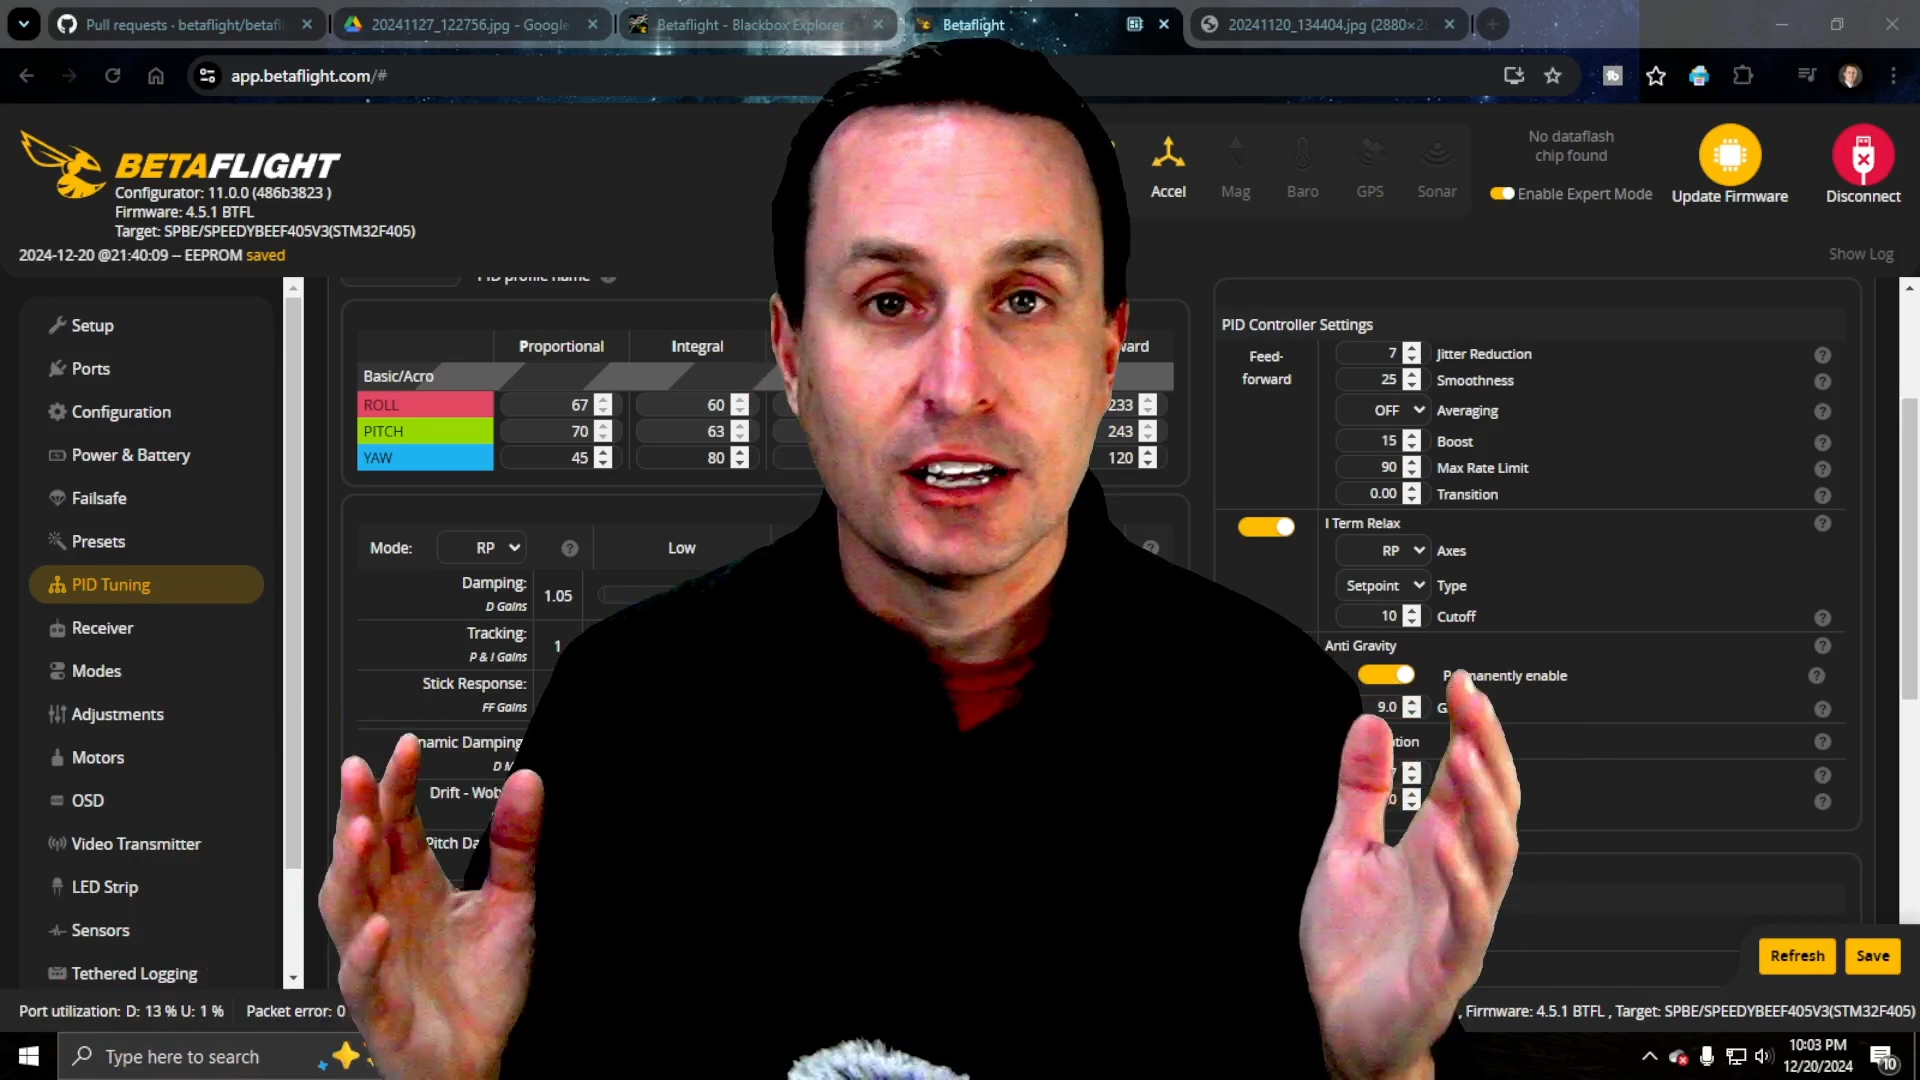 Pull requests · betaflight/betafl
20241127_122756.jpg - Google
Betaflight - Blackbox Explorer
Betaflight
20241120_134404.jpg (2880×2
app.betaflight.com/#
BETAFLIGHT
Configurator: 11.0.0 (486b3823 )
Firmware: 4.5.1 BTFL
Target: SPBE/SPEEDYBEEF405V3(STM32F405)
2024-12-20 @21:40:09 -- EEPROM saved
Accel
Mag
Baro
GPS
Sonar
No dataflash
chip found
Enable Expert Mode
Update Firmware
Disconnect
Show Log
Setup
Ports
Configuration
Power & Battery
Failsafe
Presets
PID Tuning
Receiver
Modes
Adjustments
Motors
OSD
Video Transmitter
LED Strip
Sensors
Tethered Logging
PID profile name
Proportional Integral ward
Basic/Acro
ROLL 67 60 233
PITCH 70 63 243
YAW 45 80 120
Mode: RP Low
Damping:
D Gains
1.05
Tracking:
P & I Gains
1
Stick Response:
FF Gains
namic Damping
D M
Drift - Wob
Pitch Da
PID Controller Settings
Feed-
forward
7 Jitter Reduction
25 Smoothness
OFF Averaging
15 Boost
90 Max Rate Limit
0.00 Transition
I Term Relax
RP Axes
Setpoint Type
10 Cutoff
Anti Gravity
P manently enable
9.0 G
tion
Refresh
Save
Port utilization: D: 13 % U: 1 %
Packet error: 0
, Firmware: 4.5.1 BTFL , Target: SPBE/SPEEDYBEEF405V3(STM32F405)
Type here to search
10:03 PM
12/20/2024
10